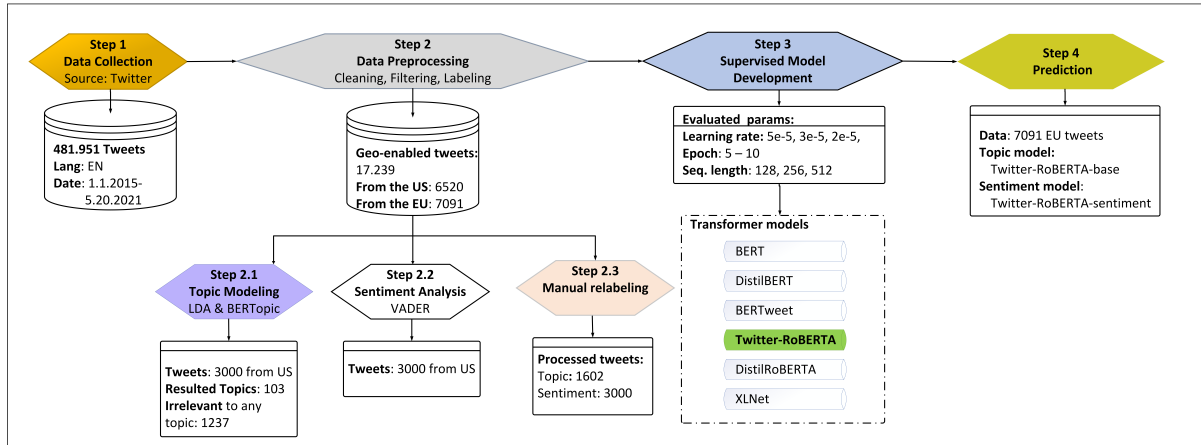 Step 1
Data Collection
Source: Twitter
481.951 Tweets
Lang: EN
Date: 1.1.2015-
5.20.2021
Step 2
Data Preprocessing
Cleaning, Filtering, Labeling
Geo-enabled tweets:
17.239
From the US: 6520
From the EU: 7091
Step 2.1
Topic Modeling
LDA & BERTopic
Tweets: 3000 from US
Resulted Topics: 103
Irrelevant to any
topic: 1237
Step 2.2
Sentiment Analysis
VADER
Tweets: 3000 from US
Step 2.3
Manual relabeling
Processed tweets:
Topic: 1602
Sentiment: 3000
Step 3
Supervised Model
Development
Evaluated params:
Learning rate: 5e-5, 3e-5, 2e-5,
Epoch: 5 – 10
Seq. length: 128, 256, 512
Transformer models
BERT
DistilBERT
BERTweet
Twitter-RoBERTA
DistilRoBERTA
XLNet
Step 4
Prediction
Data: 7091 EU tweets
Topic model:
Twitter-RoBERTA-base
Sentiment model:
Twitter-RoBERTA-sentiment